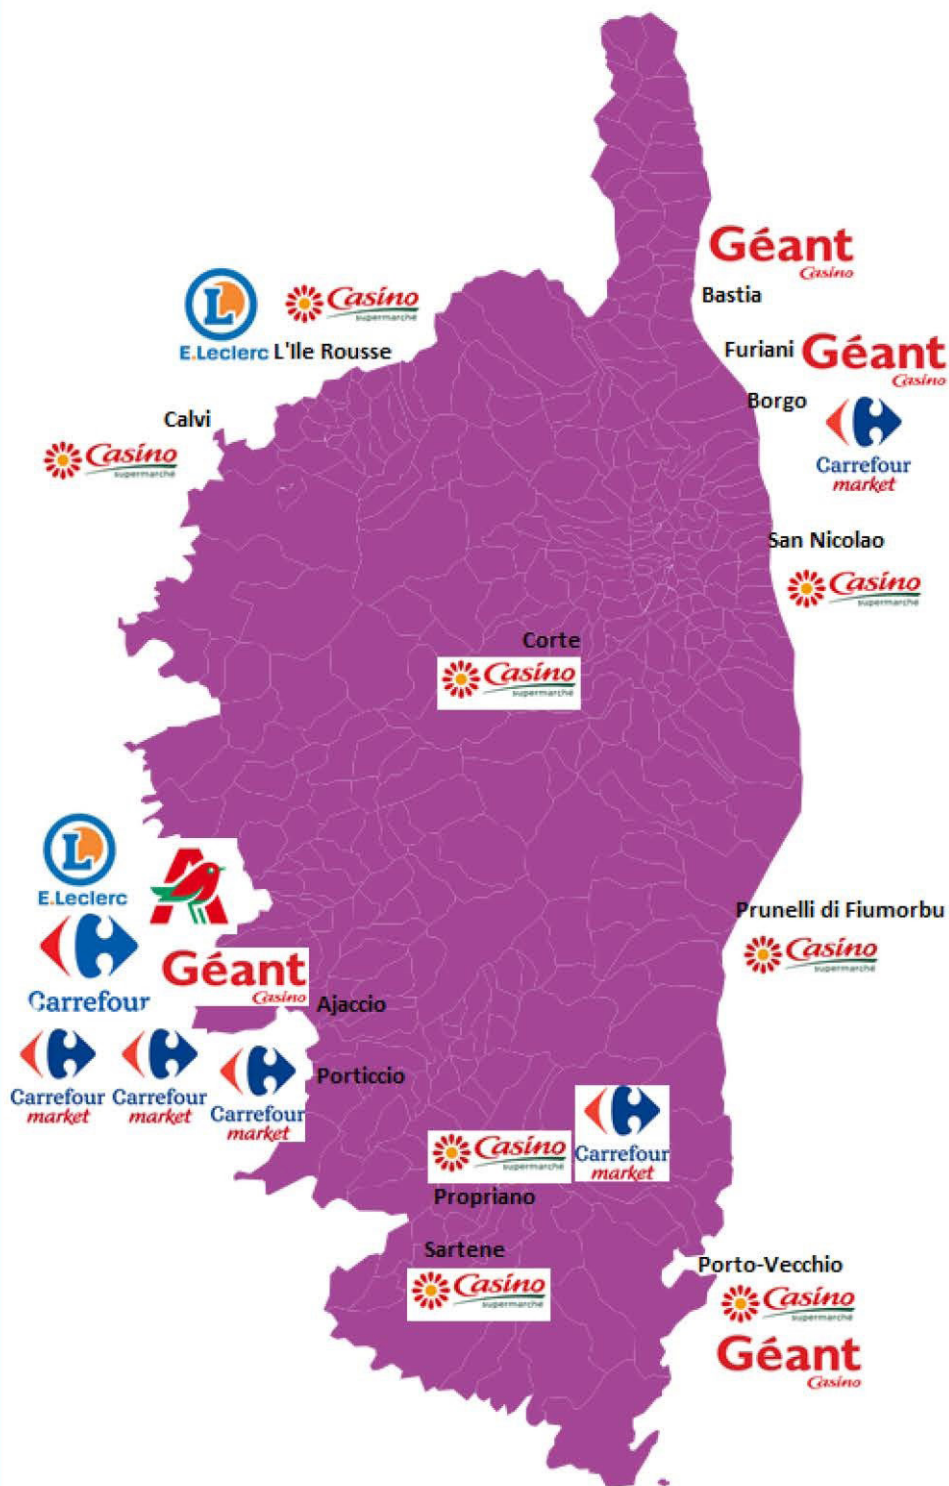 Géant
Casino
Bastia
L
Casino
supermarché
E.Leclerc L'Ile Rousse
Furiani
Géant
Casino
Borgo
Carrefour
market
Calvi
Casino
supermarché
San Nicolao
Casino
supermarché
Corte
Casino
supermarché
L
E.Leclerc
A
Carrefour
Géant
Casino
Ajaccio
Prunelli di Fiumorbu
Casino
supermarché
Carrefour
market
Carrefour
market
Carrefour
market
Porticcio
Casino
supermarché
Carrefour
market
Propriano
Sartene
Casino
supermarché
Porto-Vecchio
Casino
supermarché
Géant
Casino